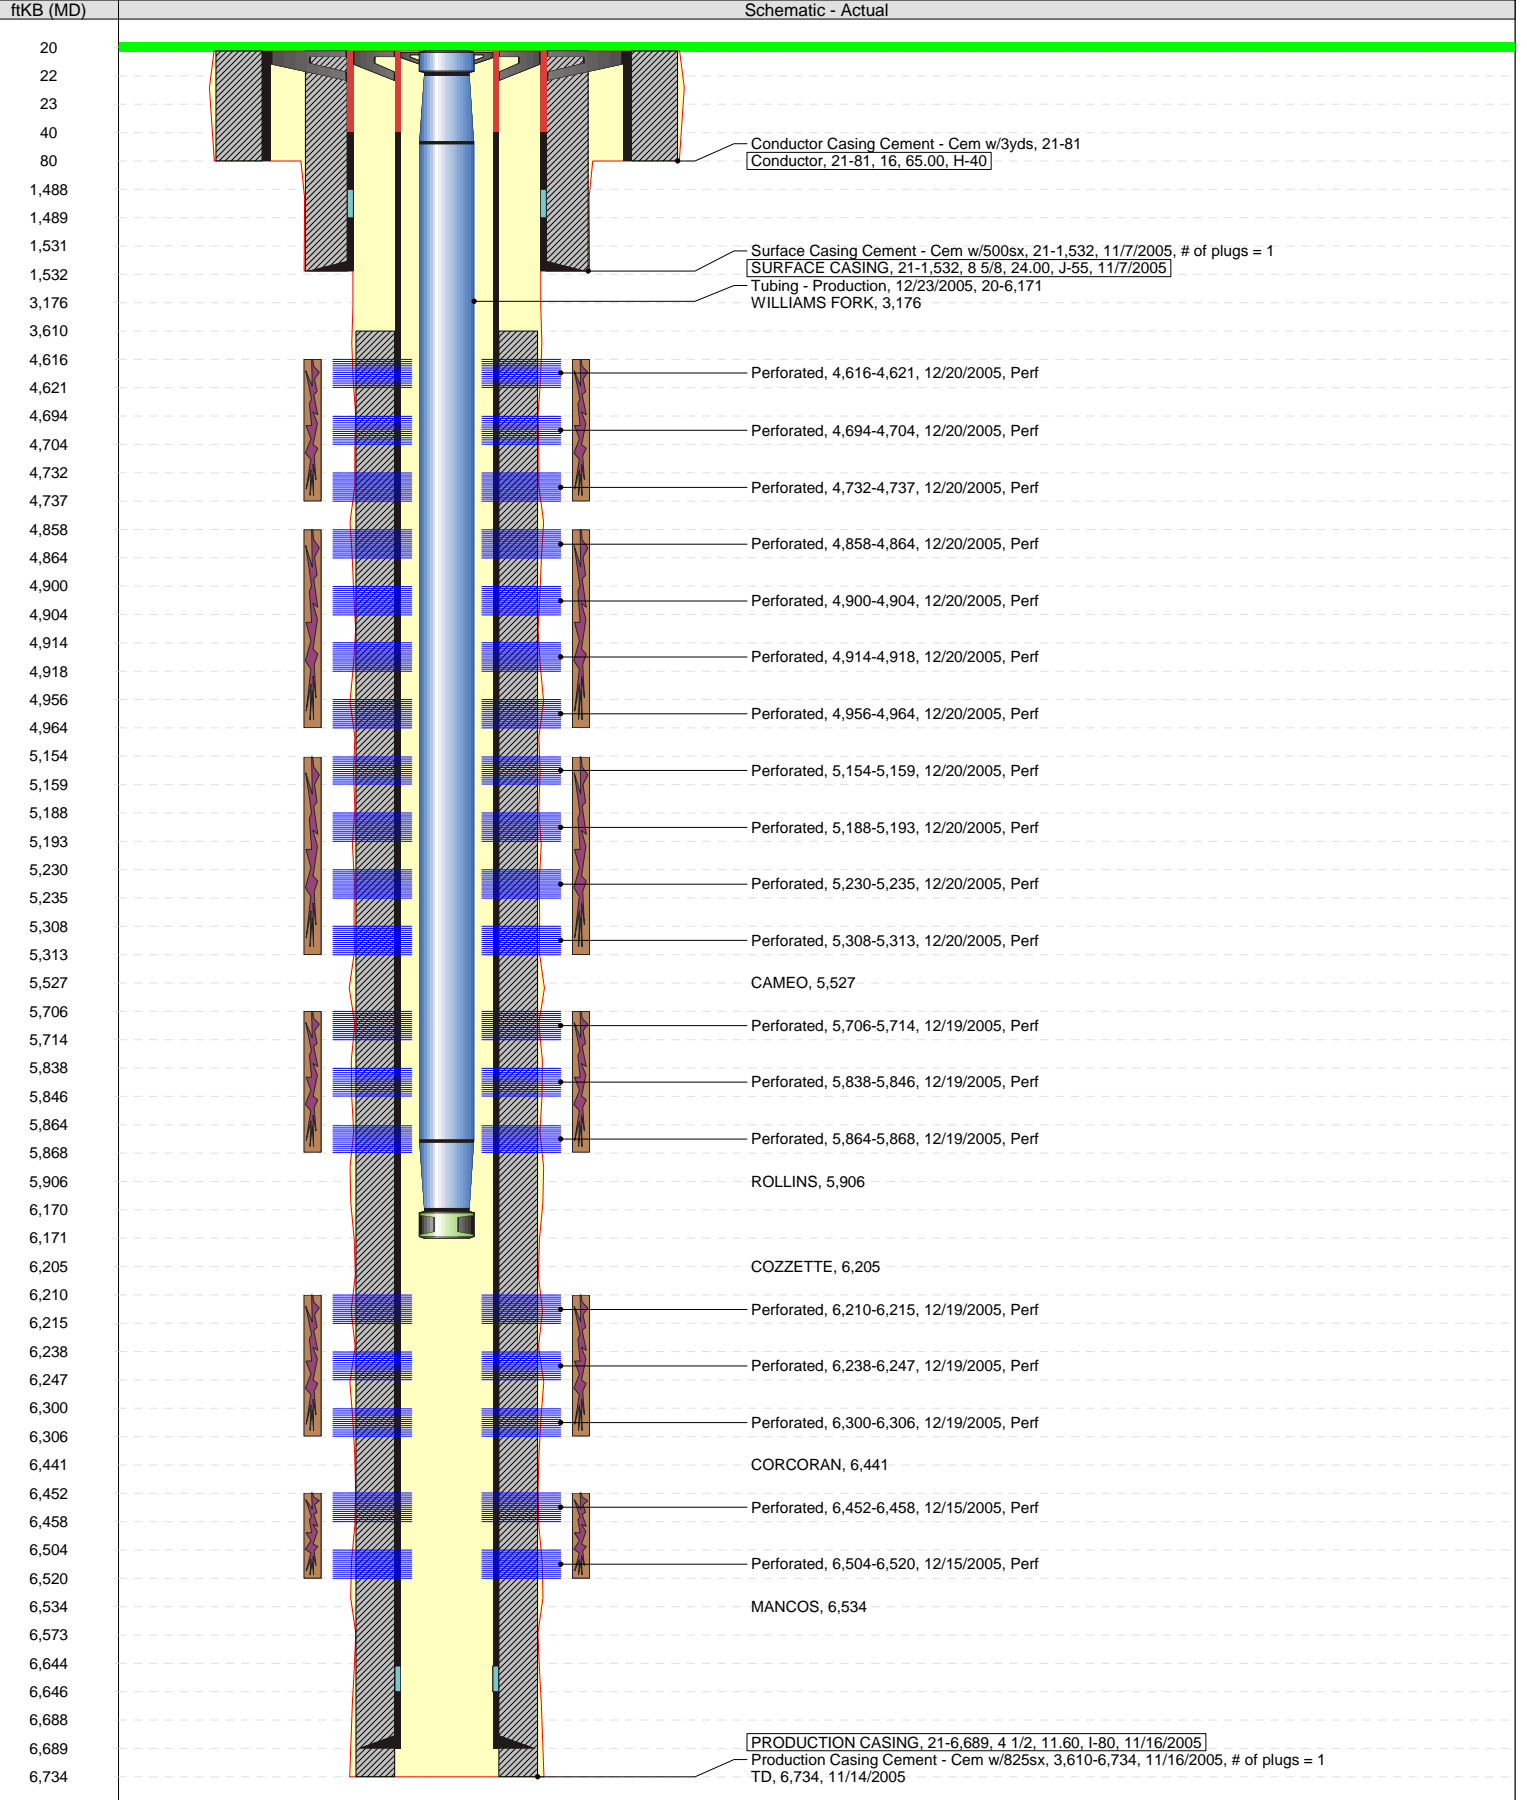 ftKB (MD)
Schematic - Actual
20
22
23
40
Conductor Casing Cement - Cem w/3yds, 21-81
80
Conductor, 21-81, 16, 65.00, H-40
1,488
1,489
1,531
Surface Casing Cement - Cem w/500sx, 21-1,532, 11/7/2005, # of plugs = 1
SURFACE CASING, 21-1,532, 8 5/8, 24.00, J-55, 11/7/2005
1,532
Tubing - Production, 12/23/2005, 20-6,171
3,176
WILLIAMS FORK, 3,176
3,610
4,616
Perforated, 4,616-4,621, 12/20/2005, Perf
4,621
4,694
Perforated, 4,694-4,704, 12/20/2005, Perf
4,704
4,732
Perforated, 4,732-4,737, 12/20/2005, Perf
4,737
4,858
Perforated, 4,858-4,864, 12/20/2005, Perf
4,864
4,900
Perforated, 4,900-4,904, 12/20/2005, Perf
4,904
4,914
Perforated, 4,914-4,918, 12/20/2005, Perf
4,918
4,956
Perforated, 4,956-4,964, 12/20/2005, Perf
4,964
5,154
Perforated, 5,154-5,159, 12/20/2005, Perf
5,159
5,188
Perforated, 5,188-5,193, 12/20/2005, Perf
5,193
5,230
Perforated, 5,230-5,235, 12/20/2005, Perf
5,235
5,308
Perforated, 5,308-5,313, 12/20/2005, Perf
5,313
5,527
CAMEO, 5,527
5,706
Perforated, 5,706-5,714, 12/19/2005, Perf
5,714
5,838
Perforated, 5,838-5,846, 12/19/2005, Perf
5,846
5,864
Perforated, 5,864-5,868, 12/19/2005, Perf
5,868
5,906
ROLLINS, 5,906
6,170
6,171
6,205
COZZETTE, 6,205
6,210
Perforated, 6,210-6,215, 12/19/2005, Perf
6,215
6,238
Perforated, 6,238-6,247, 12/19/2005, Perf
6,247
6,300
Perforated, 6,300-6,306, 12/19/2005, Perf
6,306
6,441
CORCORAN, 6,441
6,452
Perforated, 6,452-6,458, 12/15/2005, Perf
6,458
6,504
Perforated, 6,504-6,520, 12/15/2005, Perf
6,520
6,534
MANCOS, 6,534
6,573
6,644
6,646
6,688
PRODUCTION CASING, 21-6,689, 4 1/2, 11.60, I-80, 11/16/2005
6,689
Production Casing Cement - Cem w/825sx, 3,610-6,734, 11/16/2005, # of plugs = 1
6,734
TD, 6,734, 11/14/2005